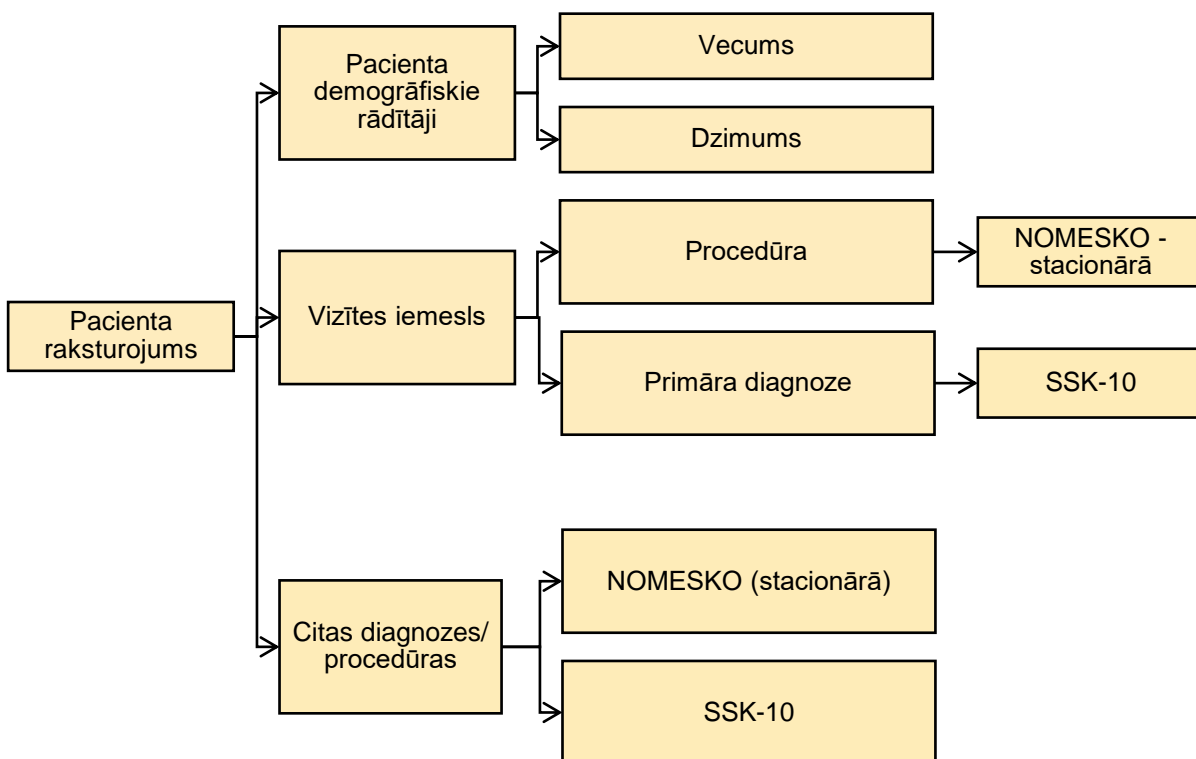 Pacienta
raksturojums
Pacienta
demogrāfiskie
rādītāji
Vecums
Dzimums
Vizītes iemesls
Procedūra
NOMESKO -
stacionārā
Primāra diagnoze
SSK-10
Citas diagnozes/
procedūras
NOMESKO (stacionārā)
SSK-10